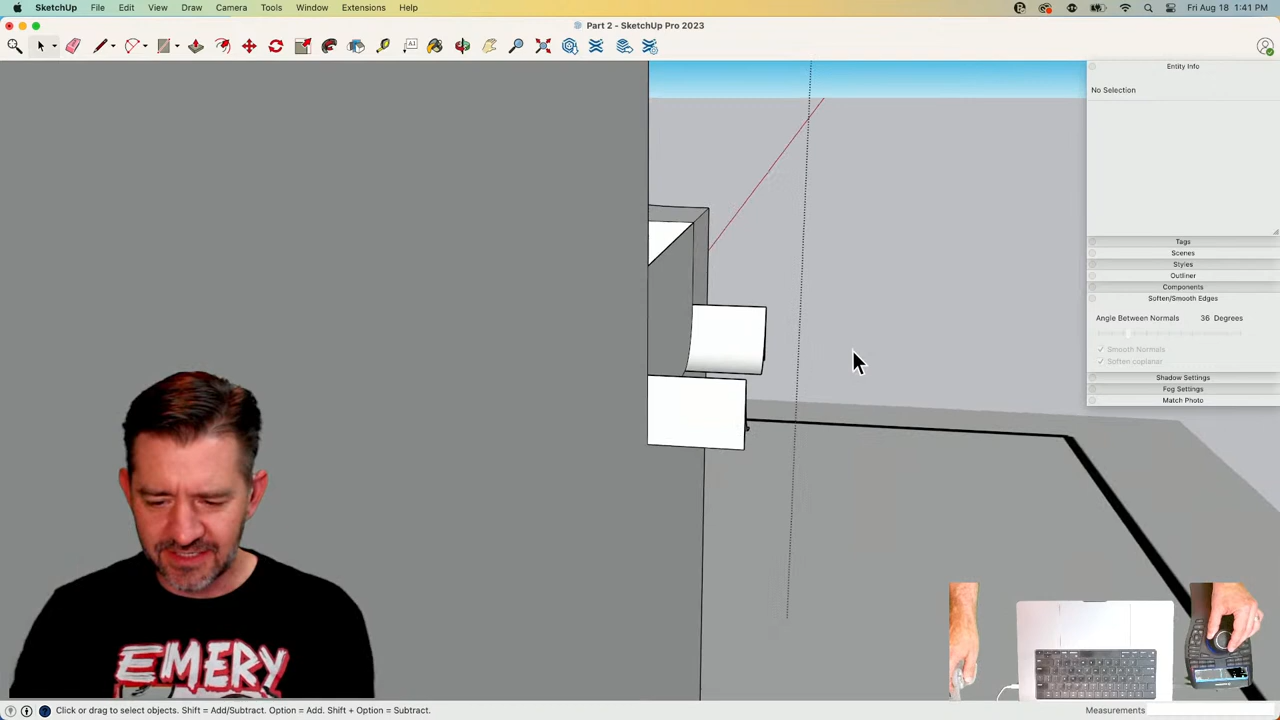 SketchUp File Edit View Draw Camera Tools Window Extensions Help Fri Aug 18 1:41 PM
Part 2 - SketchUp Pro 2023
A1
Entity Info
No Selection
Tags
Scenes
Styles
Outliner
Components
Soften/Smooth Edges
Angle Between Normals 36 Degrees
Smooth Normals
Soften coplanar
Shadow Settings
Fog Settings
Match Photo
EMERY
Click or drag to select objects. Shift = Add/Subtract. Option = Add. Shift + Option = Subtract.
Measurements